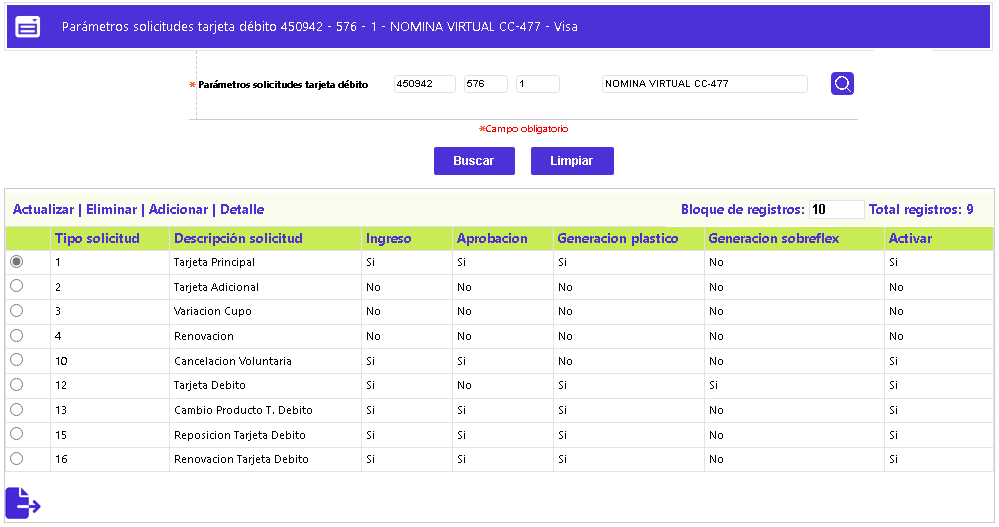 Parámetros solicitudes tarjeta débito 450942 - 576 - 1 - NOMINA VIRTUAL CC-477 - Visa
*Parámetros solicitudes tarjeta débito 450942 576 1 NOMINA VIRTUAL CC-477
*Campo obligatorio
Buscar Limpiar
Actualizar | Eliminar | Adicionar | Detalle Bloque de registros: 10 Total registros: 9
Tipo solicitud Descripción solicitud Ingreso Aprobacion Generacion plastico Generacion sobreflex Activar
1 Tarjeta Principal Si Si Si No Si
2 Tarjeta Adicional No No No No No
3 Variacion Cupo No No No No No
4 Renovacion No No No No No
10 Cancelacion Voluntaria Si Si No No Si
12 Tarjeta Debito Si No Si Si Si
13 Cambio Producto T. Debito Si Si Si No Si
15 Reposicion Tarjeta Debito Si Si Si No Si
16 Renovacion Tarjeta Debito Si Si Si No Si